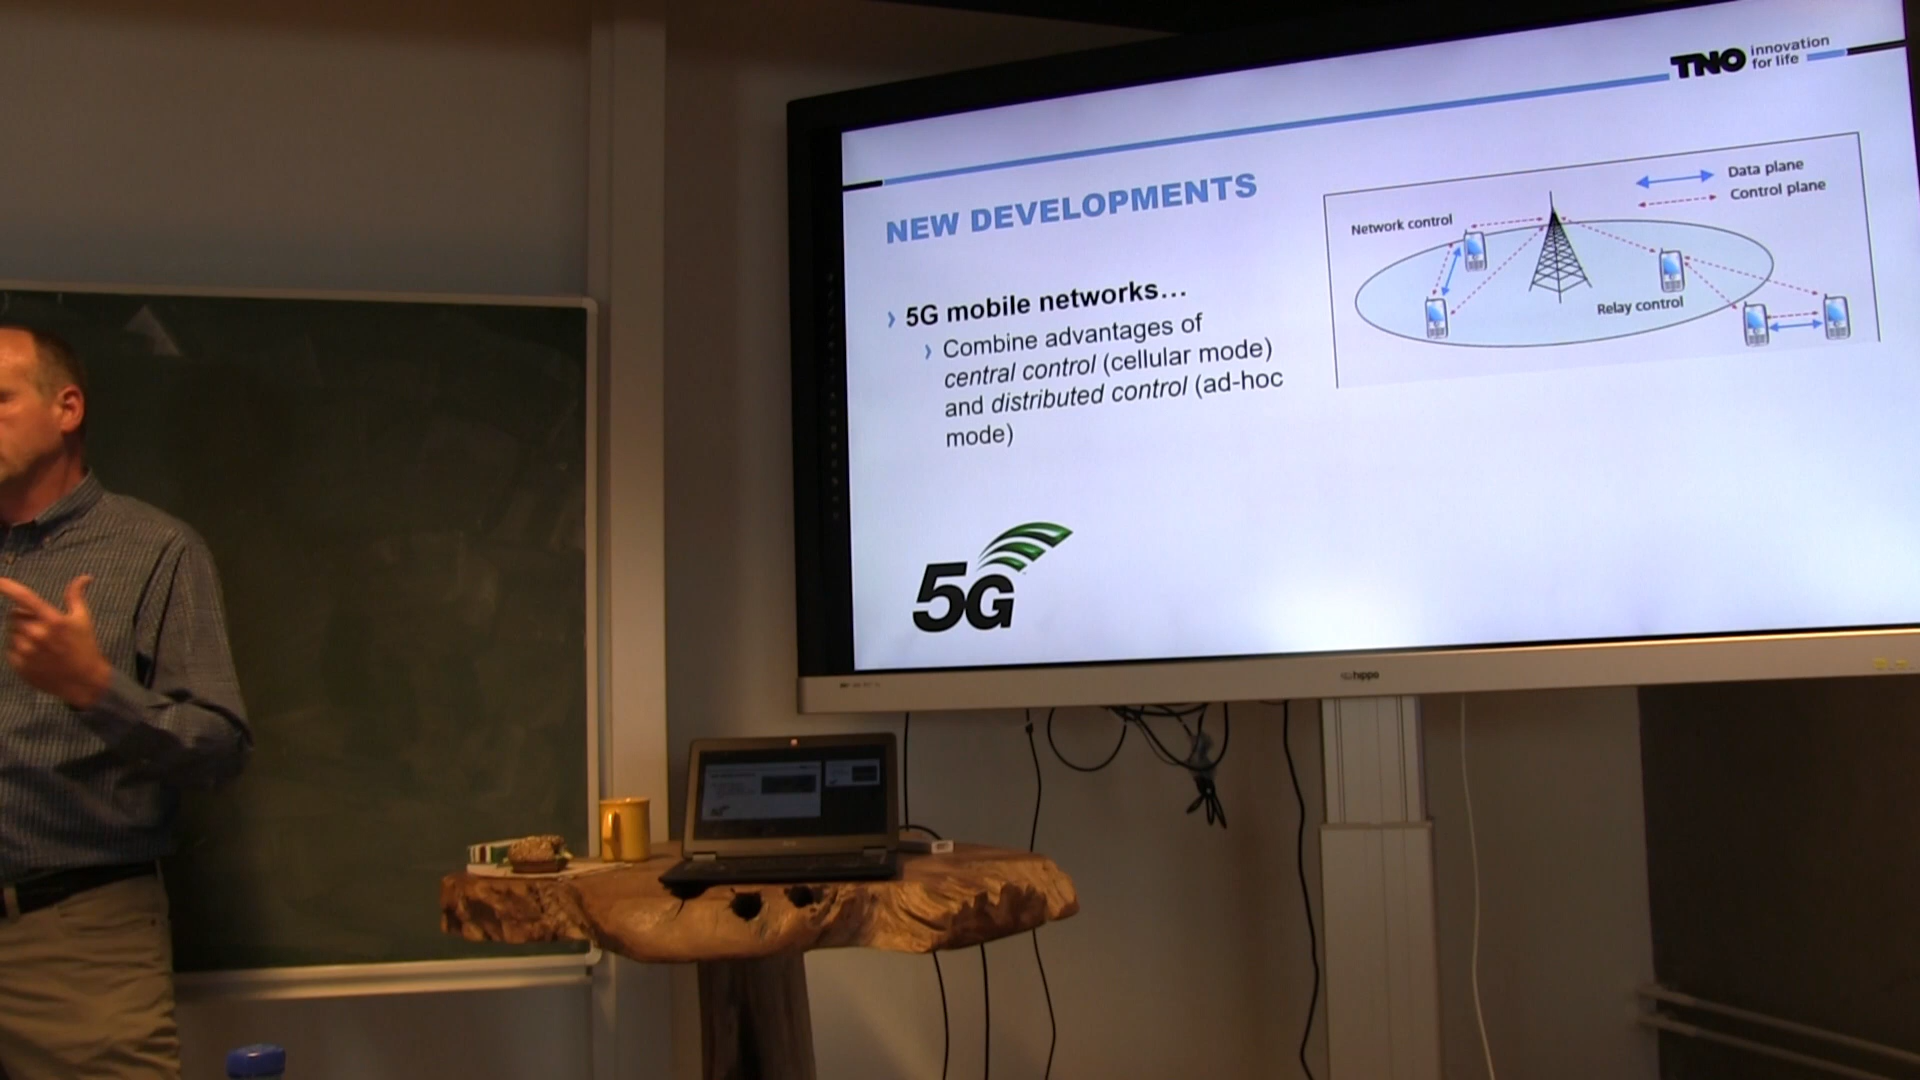 TNO innovation
for life
NEW DEVELOPMENTS
› 5G mobile networks…
› Combine advantages of
central control (cellular mode)
and distributed control (ad-hoc
mode)
Data plane
Control plane
Network control
Relay control
5G
hippo